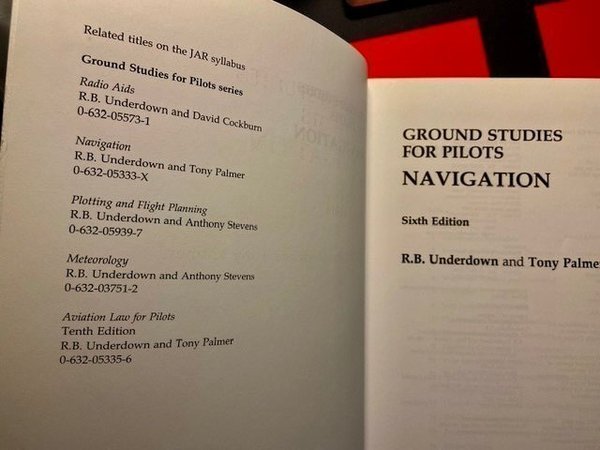 Related titles on the JAR syllabus
Ground Studies for Pilots series
Radio Aids
R.B. Underdown and David Cockburn
0-632-05573-1
Navigation
R.B. Underdown and Tony Palmer
0-632-05333-X
Plotting and Flight Planning
R.B. Underdown and Anthony Stevens
0-632-05939-7
Meteorology
R.B. Underdown and Anthony Stevens
0-632-03751-2
Aviation Law for Pilots
Tenth Edition
R.B. Underdown and Tony Palmer
0-632-05335-6
GROUND STUDIES
FOR PILOTS
NAVIGATION
Sixth Edition
R.B. Underdown and Tony Palme